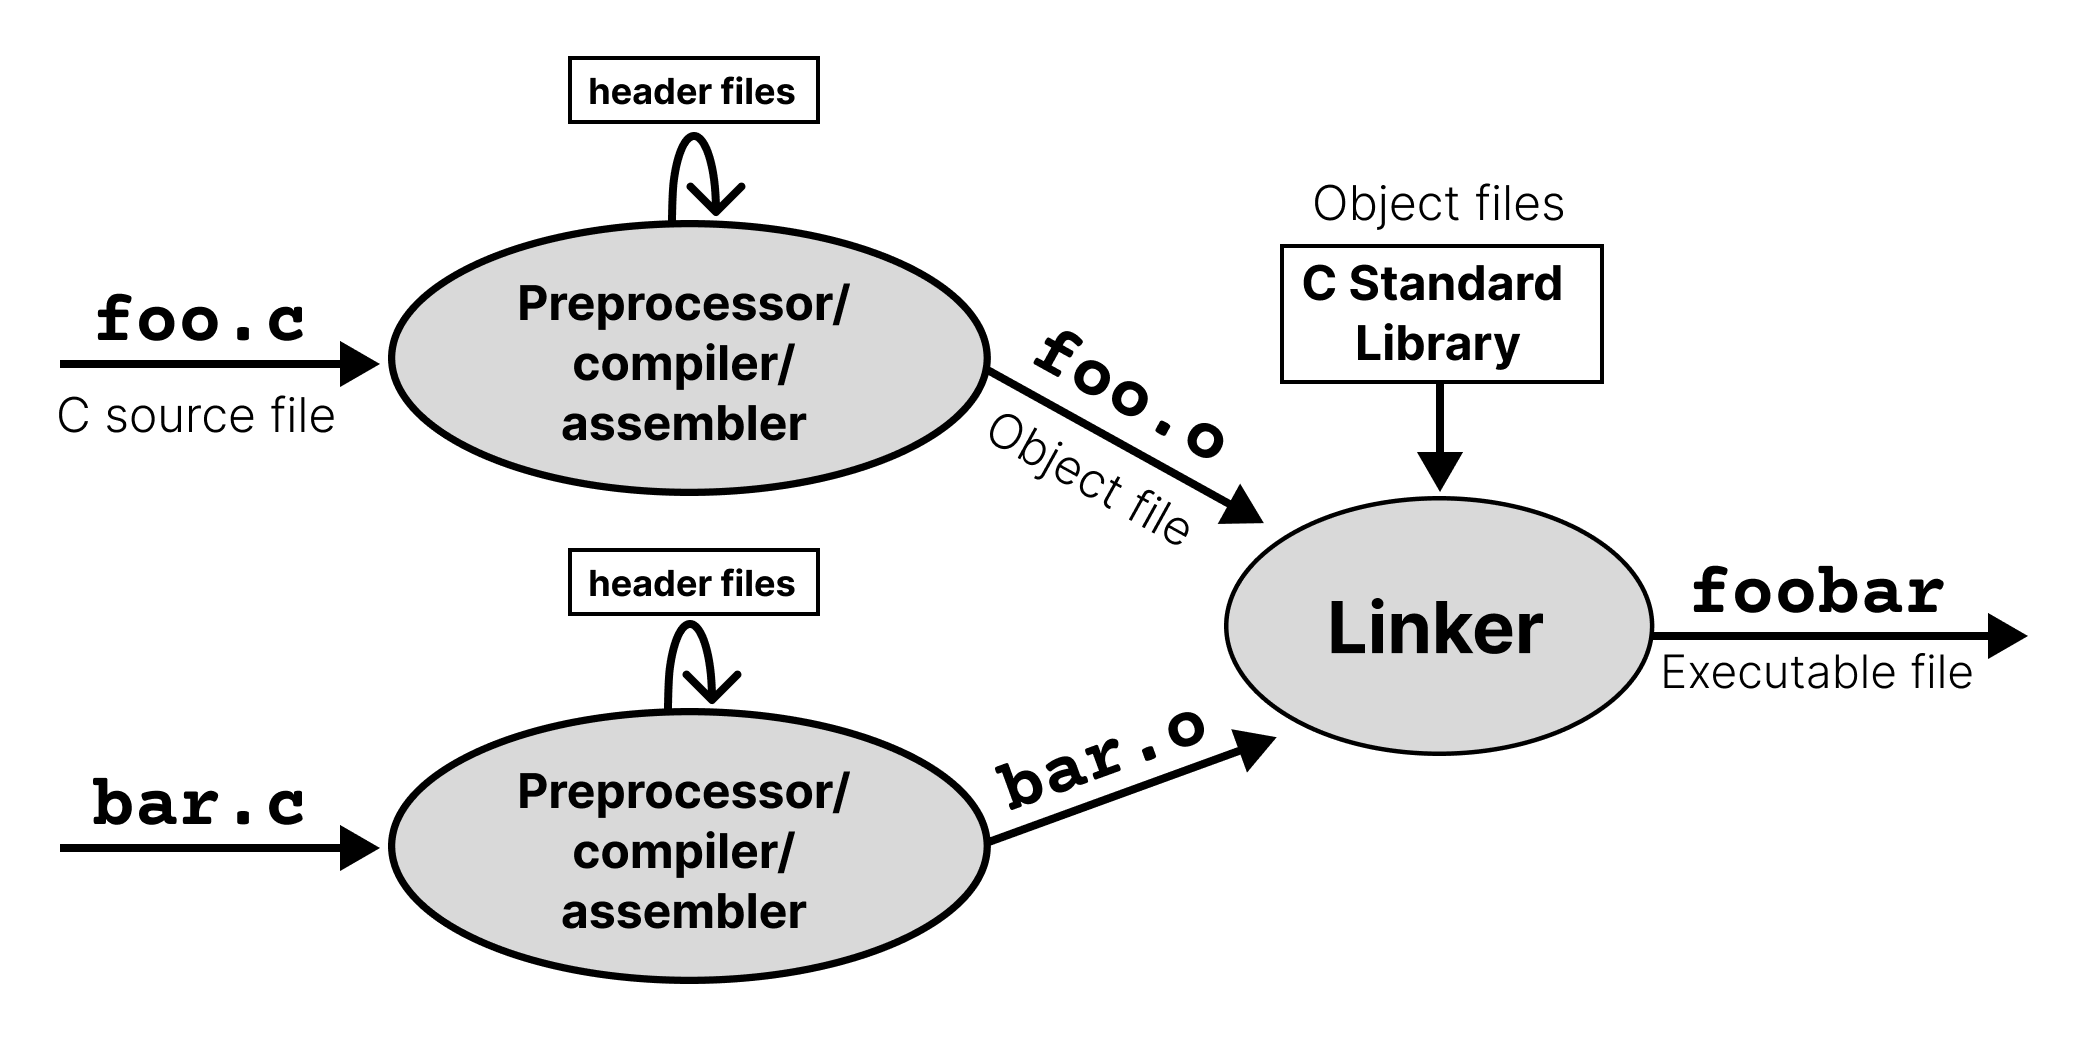 header files
foo.c
C source file
Preprocessor/
compiler/
assembler
foo.o
Object file
Object files
C Standard
Library
header files
bar.c
Preprocessor/
compiler/
assembler
bar.o
Linker
foobar
Executable file